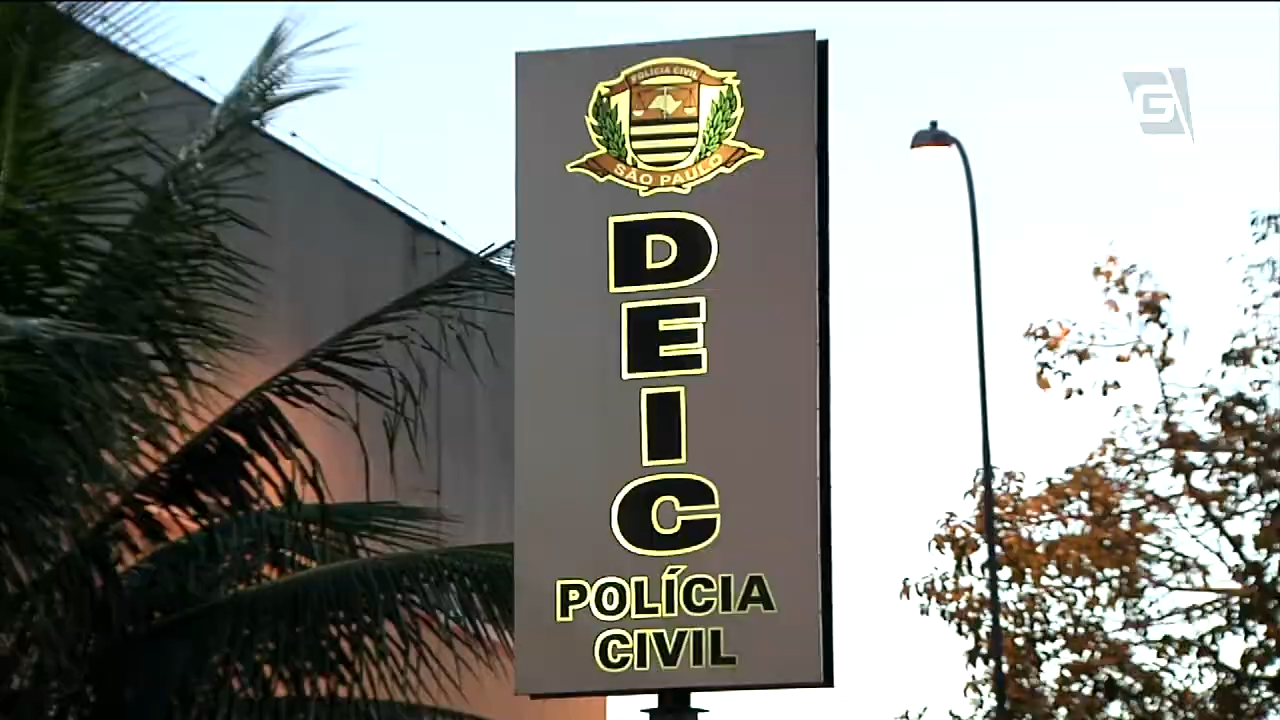 POLÍCIA CIVIL
SÃO PAULO
DEIC
POLÍCIA
CIVIL
G